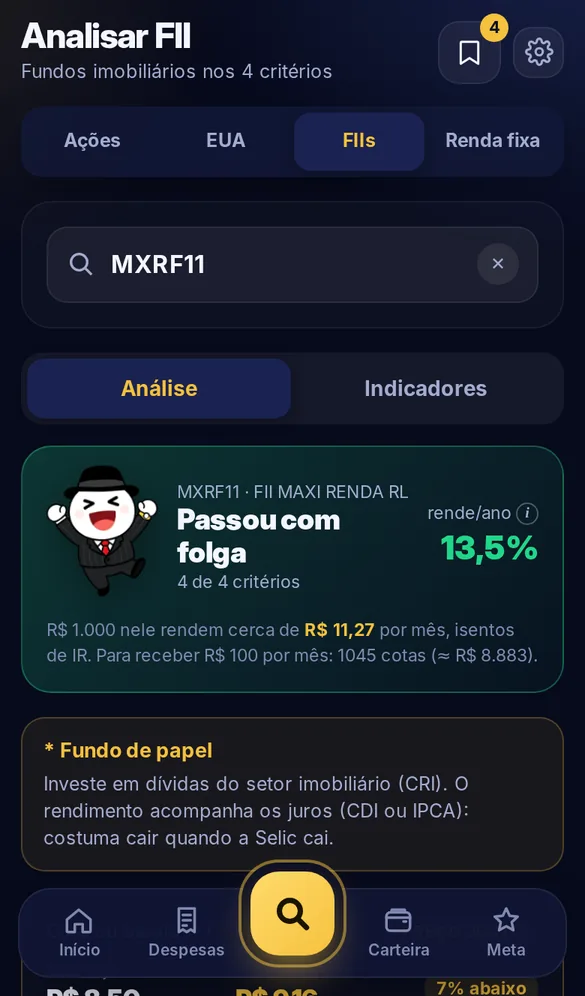 Analisar FII
4
Fundos imobiliários nos 4 critérios
Ações
EUA
FIIs
Renda fixa
MXRF11
Análise
Indicadores
MXRF11 · FII MAXI RENDA RL
Passou com
folga
4 de 4 critérios
rende/ano i
13,5%
R$ 1.000 nele rendem cerca de R$ 11,27 por mês, isentos
de IR. Para receber R$ 100 por mês: 1045 cotas (≈ R$ 8.883).
* Fundo de papel
Investe em dívidas do setor imobiliário (CRI). O
rendimento acompanha os juros (CDI ou IPCA):
costuma cair quando a Selic cai.
Início
Despesas
Carteira
Meta
R$ 8,50
R$ 9,16
7% abaixo